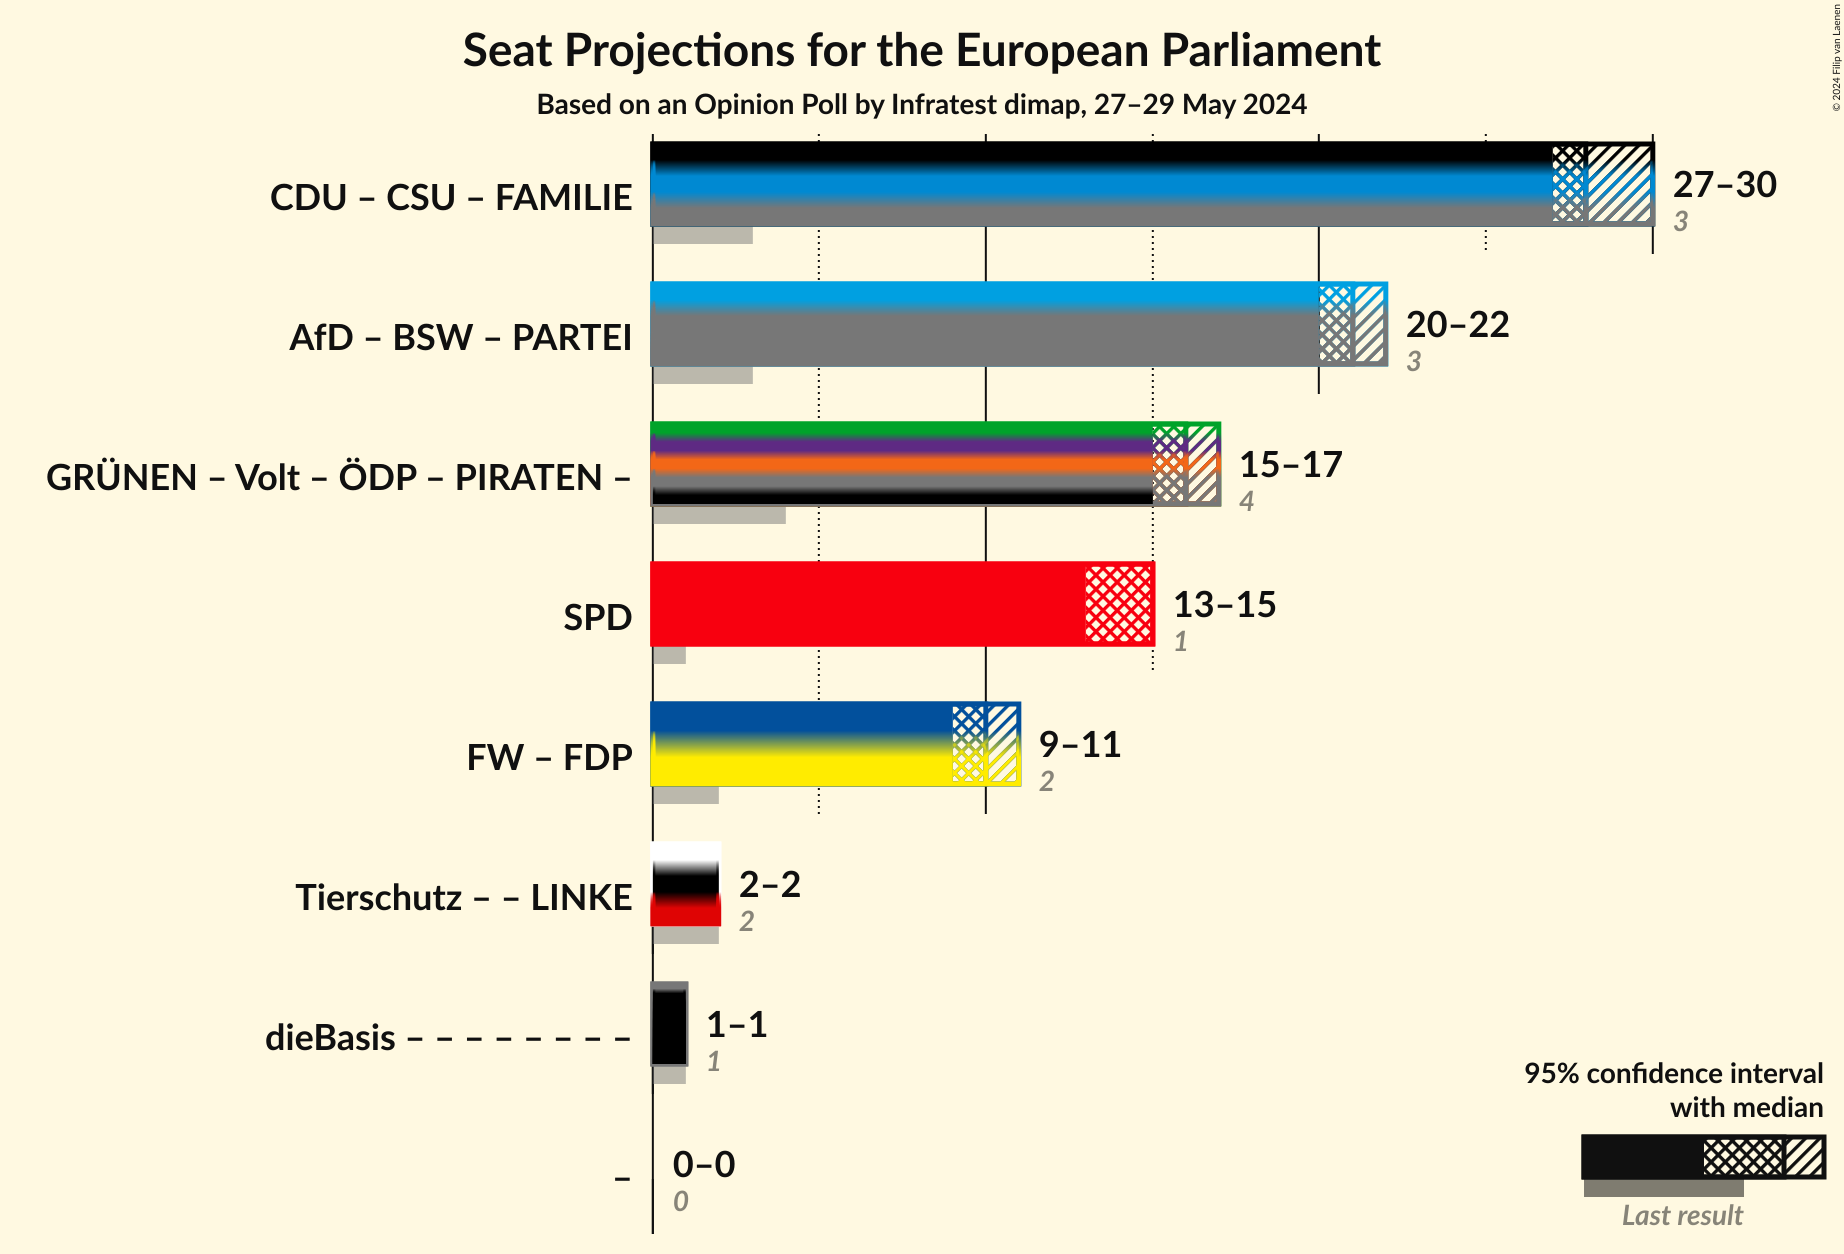 Seat Projections for the European Parliament
Based on an Opinion Poll by Infratest dimap, 27–29 May 2024
© 2024 Filip van Laenen
CDU – CSU – FAMILIE
27–30
3
AfD – BSW – PARTEI
20–22
3
GRÜNEN – Volt – ÖDP – PIRATEN –
15–17
4
SPD
13–15
1
FW – FDP
9–11
2
Tierschutz – – LINKE
2–2
2
dieBasis – – – – – – – –
1–1
1
–
0–0
0
95% confidence interval
with median
Last result